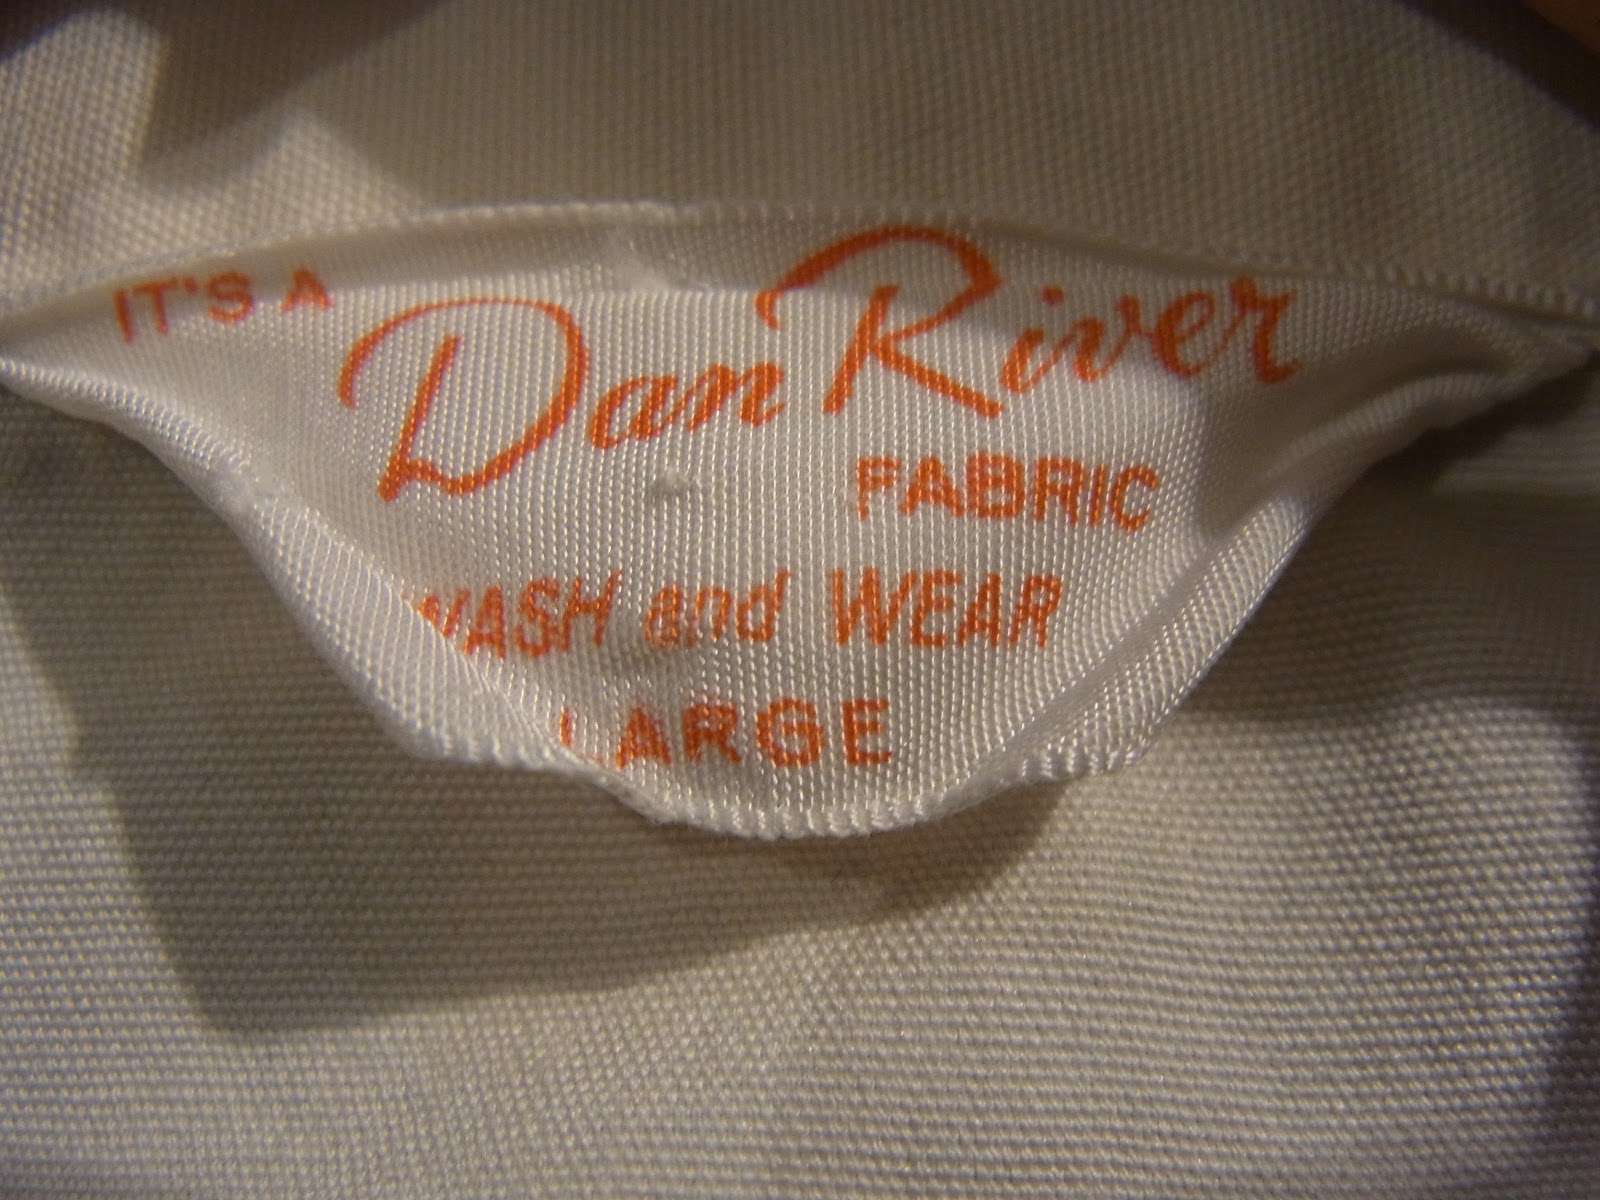 IT'S A Dan River
FABRIC
WASH and WEAR
LARGE